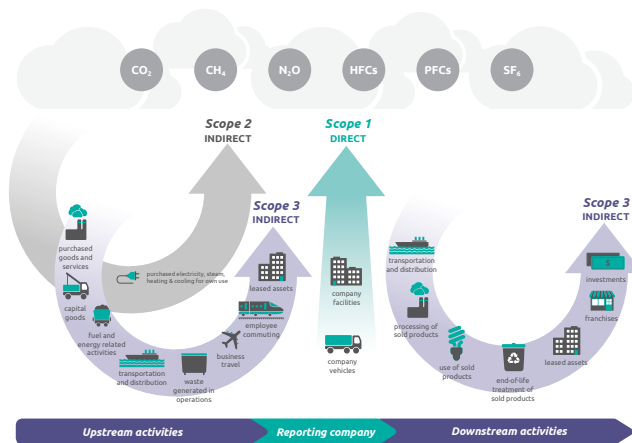 CO₂
CH₄
N₂O
HFCs
PFCs
SF₆
Scope 2
INDIRECT
Scope 1
DIRECT
Scope 3
INDIRECT
Scope 3
INDIRECT
purchased
goods and
services
capital
goods
fuel and
energy related
activities
transportation
and distribution
waste
generated in
operations
business
travel
employee
commuting
leased assets
purchased electricity, steam,
heating & cooling for own use
company
facilities
company
vehicles
transportation
and distribution
processing of
sold products
use of sold
products
end-of-life
treatment of
sold products
leased assets
franchises
$
investments
Upstream activities
Reporting company
Downstream activities